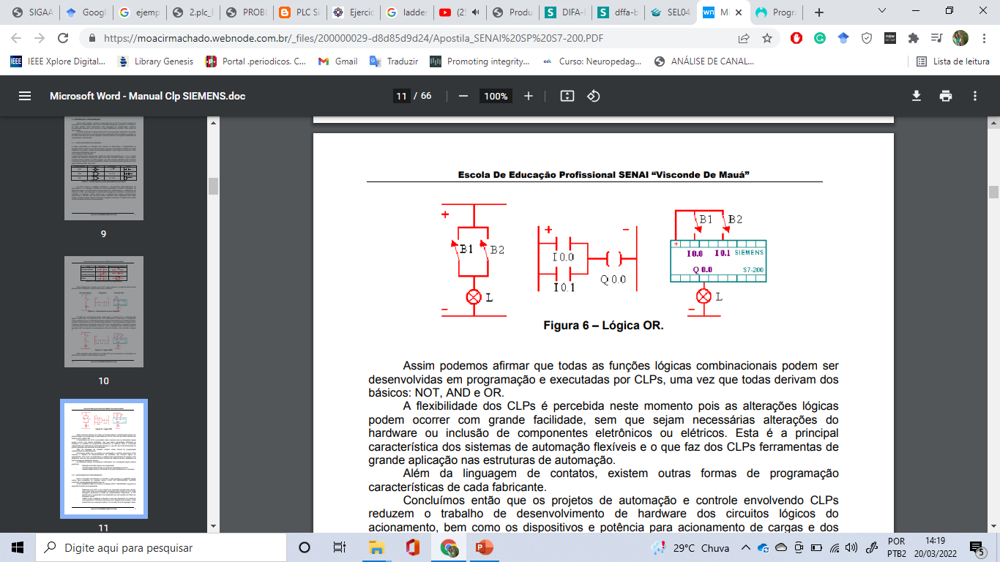 SIGAA
Googl
ejemp
2.plc_E
PROBL
PLC Si
Ejercic
ladder
(25
Produ
DIFA-I
dffa-b
SEL04
Mi
Progra
https://moacirmachado.webnode.com.br/_files/200000029-d8d85d9d24/Apostila_SENAI%20SP%20S7-200.PDF
IEEE Xplore Digital...
Library Genesis
Portal .periodicos. C...
Gmail
Traduzir
Promoting integrity...
Curso: Neuropedag...
ANÁLISE DE CANAL...
Lista de leitura
Microsoft Word - Manual Clp SIEMENS.doc
11 / 66
100%
9
10
11
Escola De Educação Profissional SENAI “Visconde De Mauá”
+
B1
B2
L
−
+
−
I 0.0
I 0.1
Q 0.0
B1
B2
+
I 0.0
I 0.1
SIEMENS
Q 0.0
S7-200
L
−
Figura 6 – Lógica OR.
Assim podemos afirmar que todas as funções lógicas combinacionais podem ser
desenvolvidas em programação e executadas por CLPs, uma vez que todas derivam dos
básicos: NOT, AND e OR.
A flexibilidade dos CLPs é percebida neste momento pois as alterações lógicas
podem ocorrer com grande facilidade, sem que sejam necessárias alterações do
hardware ou inclusão de componentes eletrônicos ou elétricos. Esta é a principal
característica dos sistemas de automação flexíveis e o que faz dos CLPs ferramentas de
grande aplicação nas estruturas de automação.
Além da linguagem de contatos, existem outras formas de programação
características de cada fabricante.
Concluímos então que os projetos de automação e controle envolvendo CLPs
reduzem o trabalho de desenvolvimento de hardware dos circuitos lógicos do
acionamento, bem como os dispositivos e potência para acionamento de cargas e dos
Digite aqui para pesquisar
29°C Chuva
POR
PTB2
14:19
20/03/2022
5